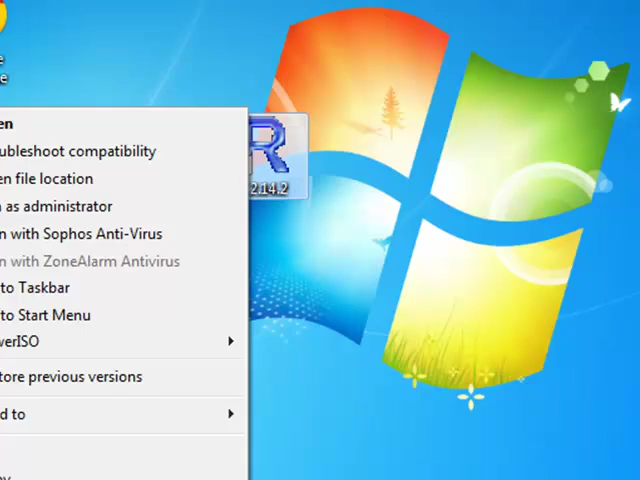 e
e
en
ubleshoot compatibility
en file location
as administrator
n with Sophos Anti-Virus
n with ZoneAlarm Antivirus
to Taskbar
to Start Menu
werISO
tore previous versions
d to
R
2.14.2